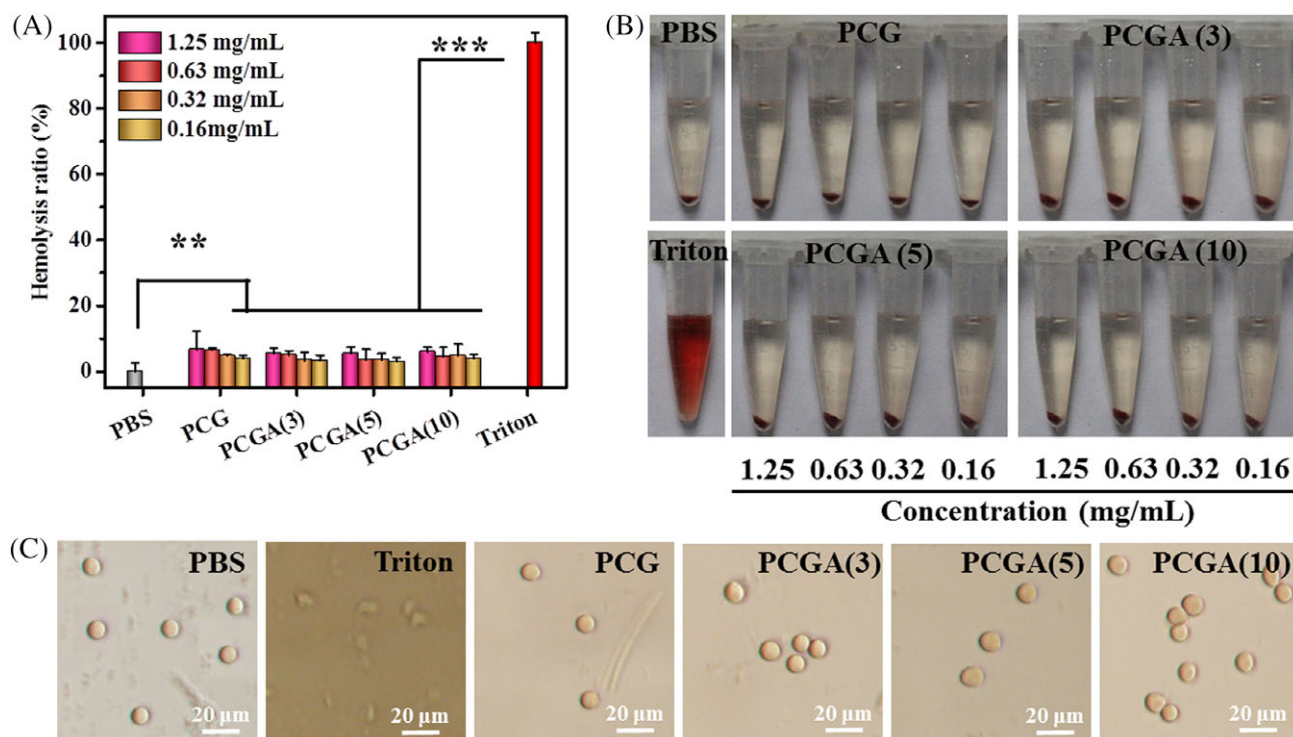 (A)
Hemolysis ratio (%)
100
80
60
40
20
0
1.25 mg/mL
0.63 mg/mL
0.32 mg/mL
0.16mg/mL
**
***
PBS
PCG
PCGA(3)
PCGA(5)
PCGA(10)
Triton
(B)
PBS
PCG
PCGA (3)
Triton
PCGA (5)
PCGA (10)
1.25 0.63 0.32 0.16 1.25 0.63 0.32 0.16
Concentration (mg/mL)
(C)
PBS
20 μm
Triton
20 μm
PCG
20 μm
PCGA(3)
20 μm
PCGA(5)
20 μm
PCGA(10)
20 μm